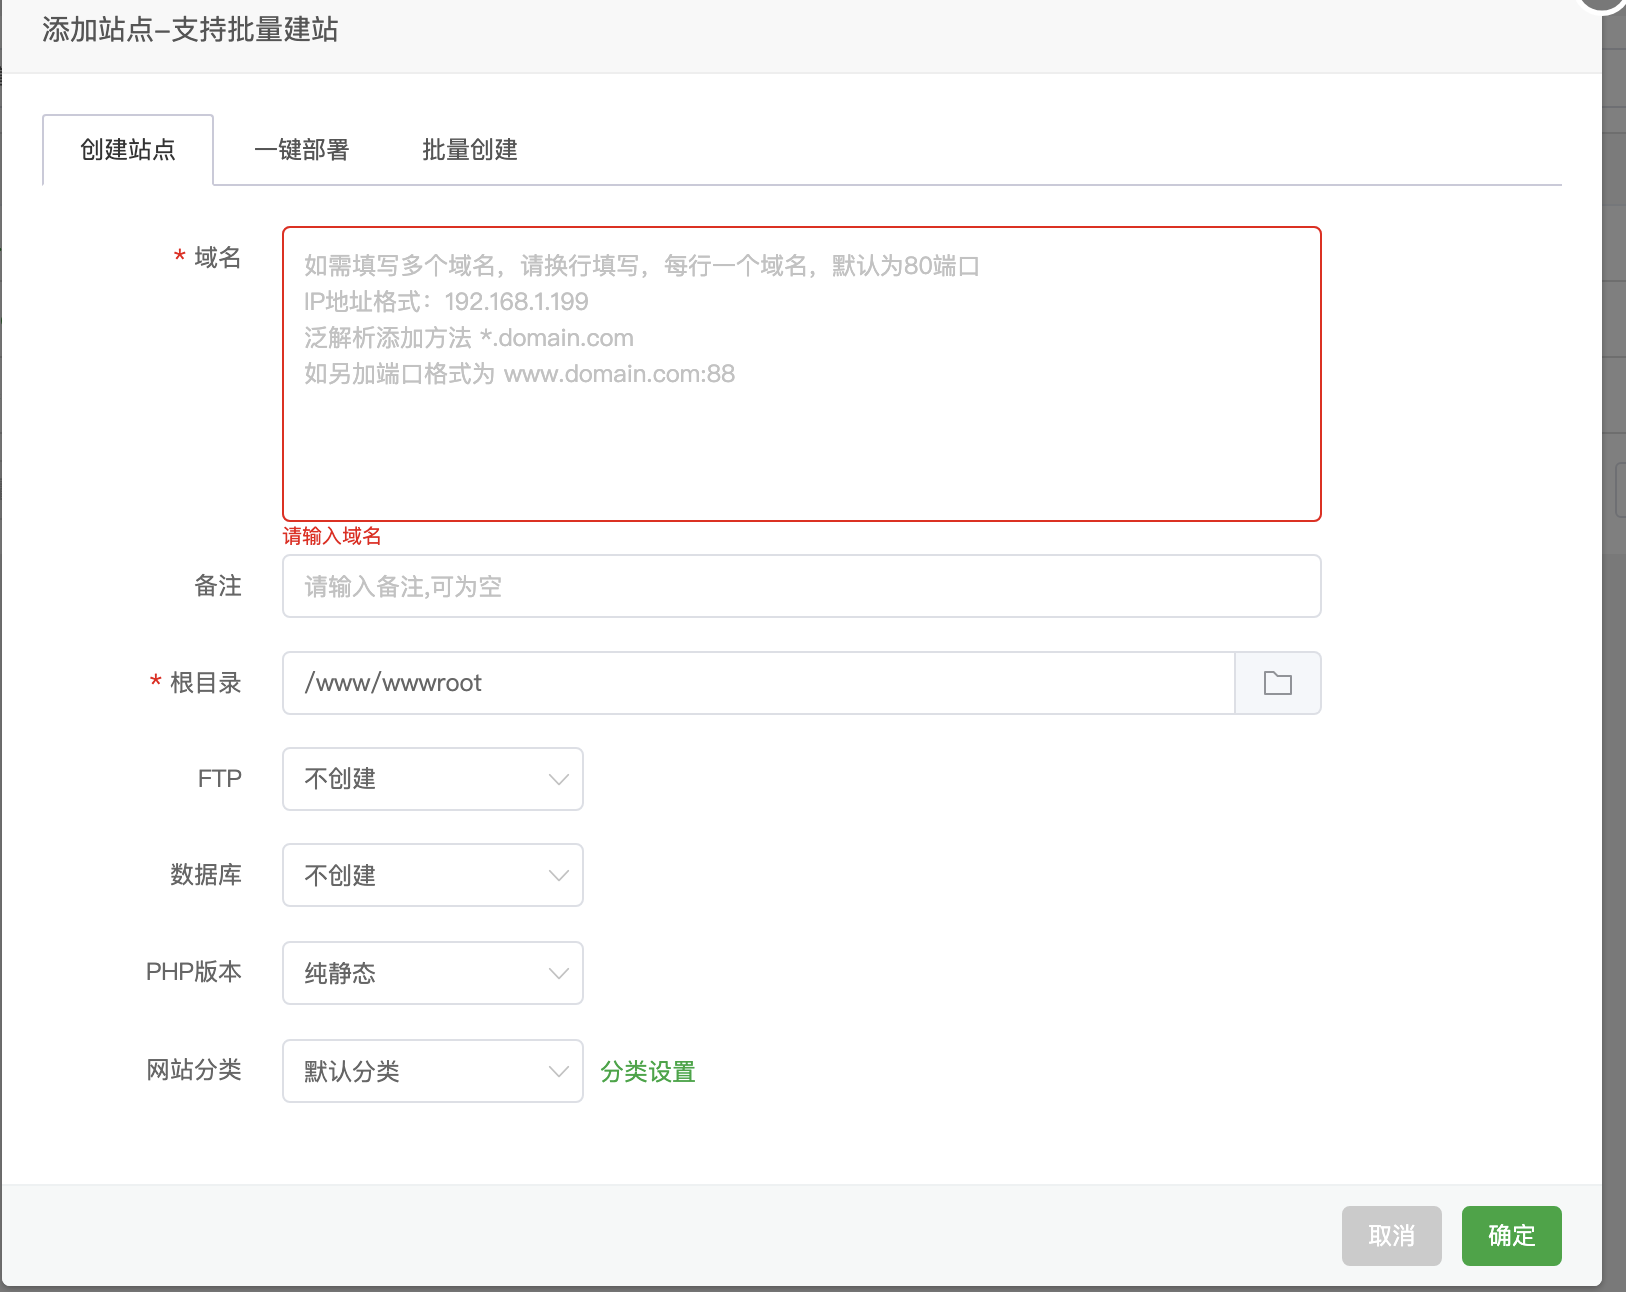 添加站点-支持批量建站
创建站点
一键部署
批量创建
* 域名
如需填写多个域名，请换行填写，每行一个域名，默认为80端口
IP地址格式：192.168.1.199
泛解析添加方法 *.domain.com
如另加端口格式为 www.domain.com:88
请输入域名
备注
请输入备注,可为空
* 根目录
/www/wwwroot
FTP
不创建
数据库
不创建
PHP版本
纯静态
网站分类
默认分类
分类设置
取消
确定